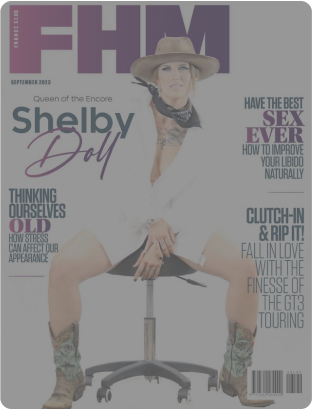 FHM
SEPTEMBER 2023
Queen of the Encore
Shelby
Doll
HAVE THE BEST
SEX
EVER
HOW TO IMPROVE
YOUR LIBIDO
NATURALLY
THINKING
OURSELVES
OLD
HOW STRESS
CAN AFFECT OUR
APPEARANCE
CLUTCH-IN
& RIP IT!
FALL IN LOVE
WITH THE
FINESSE OF
THE GT3
TOURING